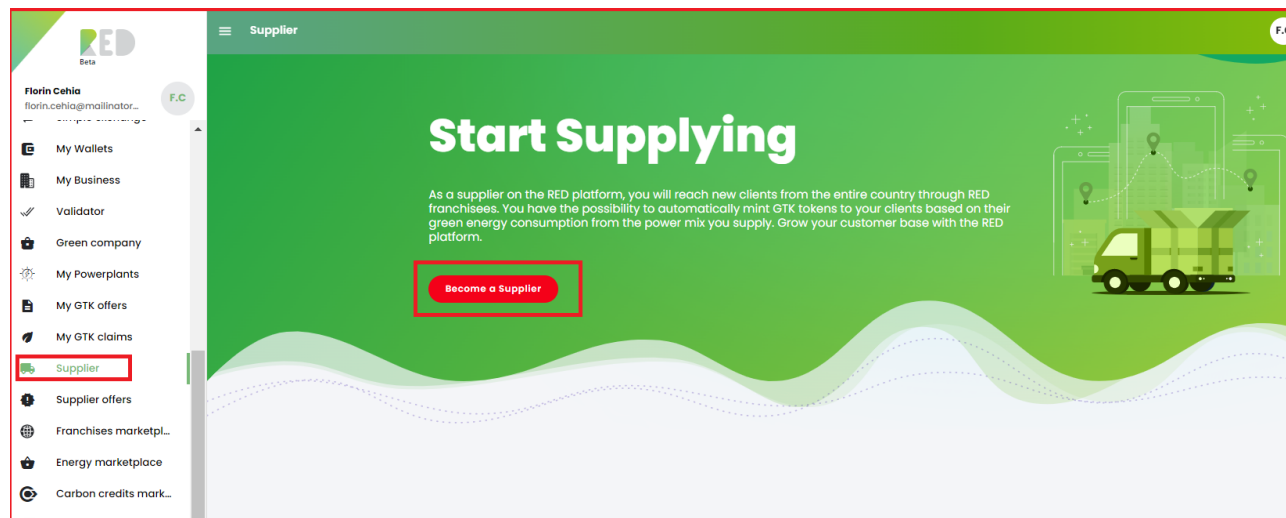 RED
Beta
Supplier
F.C
Florin Cehia
florin.cehia@mailinator...
F.C
My Wallets
My Business
Validator
Green company
My Powerplants
My GTK offers
My GTK claims
Supplier
Supplier offers
Franchises marketpl...
Energy marketplace
Carbon credits mark...
Start Supplying
As a supplier on the RED platform, you will reach new clients from the entire country through RED
franchisees. You have the possibility to automatically mint GTK tokens to your clients based on their
green energy consumption from the power mix you supply. Grow your customer base with the RED
platform.
Become a Supplier